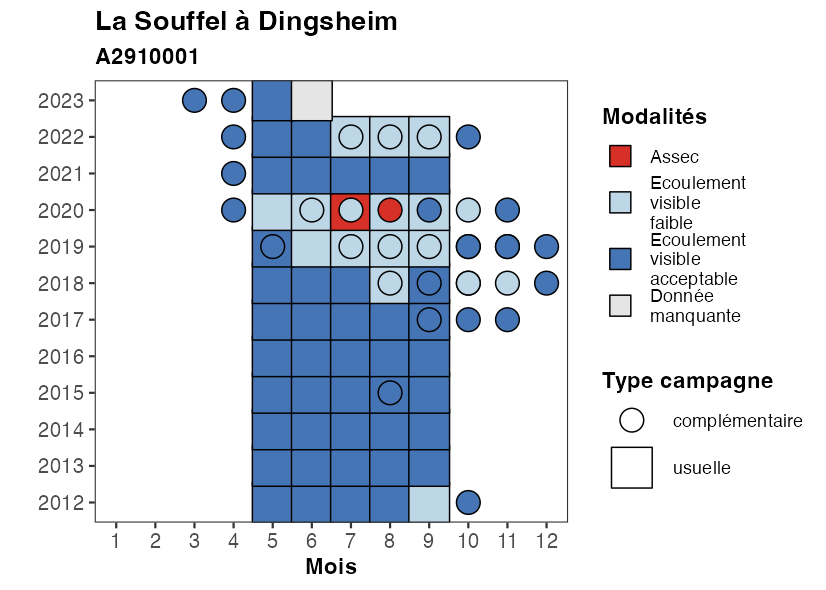 La Souffel à Dingsheim
A2910001
2023
2022
2021
2020
2019
2018
2017
2016
2015
2014
2013
2012
1 2 3 4 5 6 7 8 9 10 11 12
Mois
Modalités
Assec
Ecoulement
visible
faible
Ecoulement
visible
acceptable
Donnée
manquante
Type campagne
complémentaire
usuelle